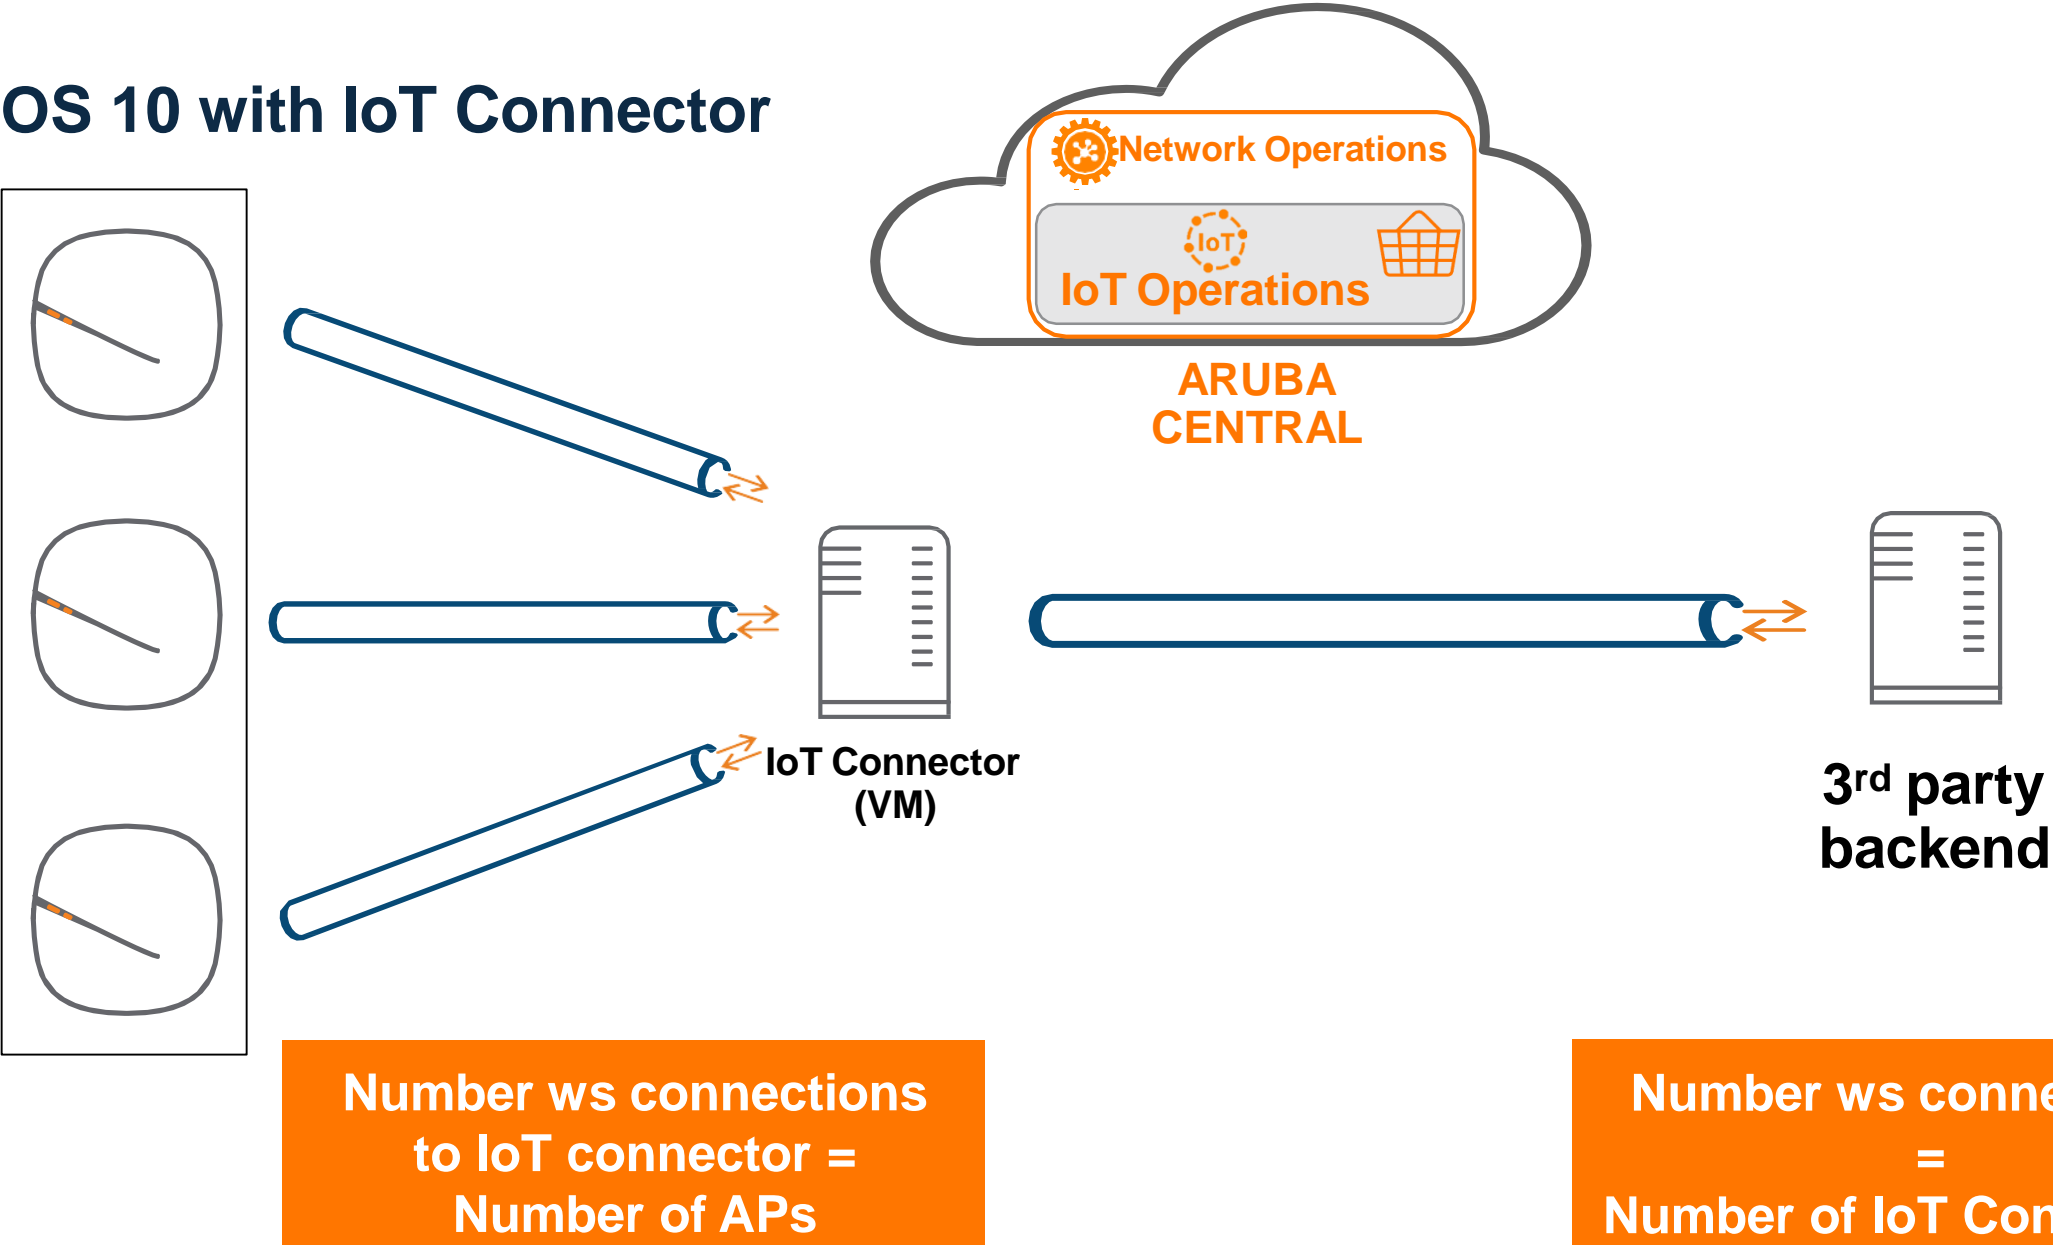 OS 10 with IoT Connector
Network Operations
IoT
IoT Operations
ARUBA
CENTRAL
IoT Connector
(VM)
3rd party
backend
Number ws connections
to IoT connector =
Number of APs
Number ws conne
=
Number of IoT Con